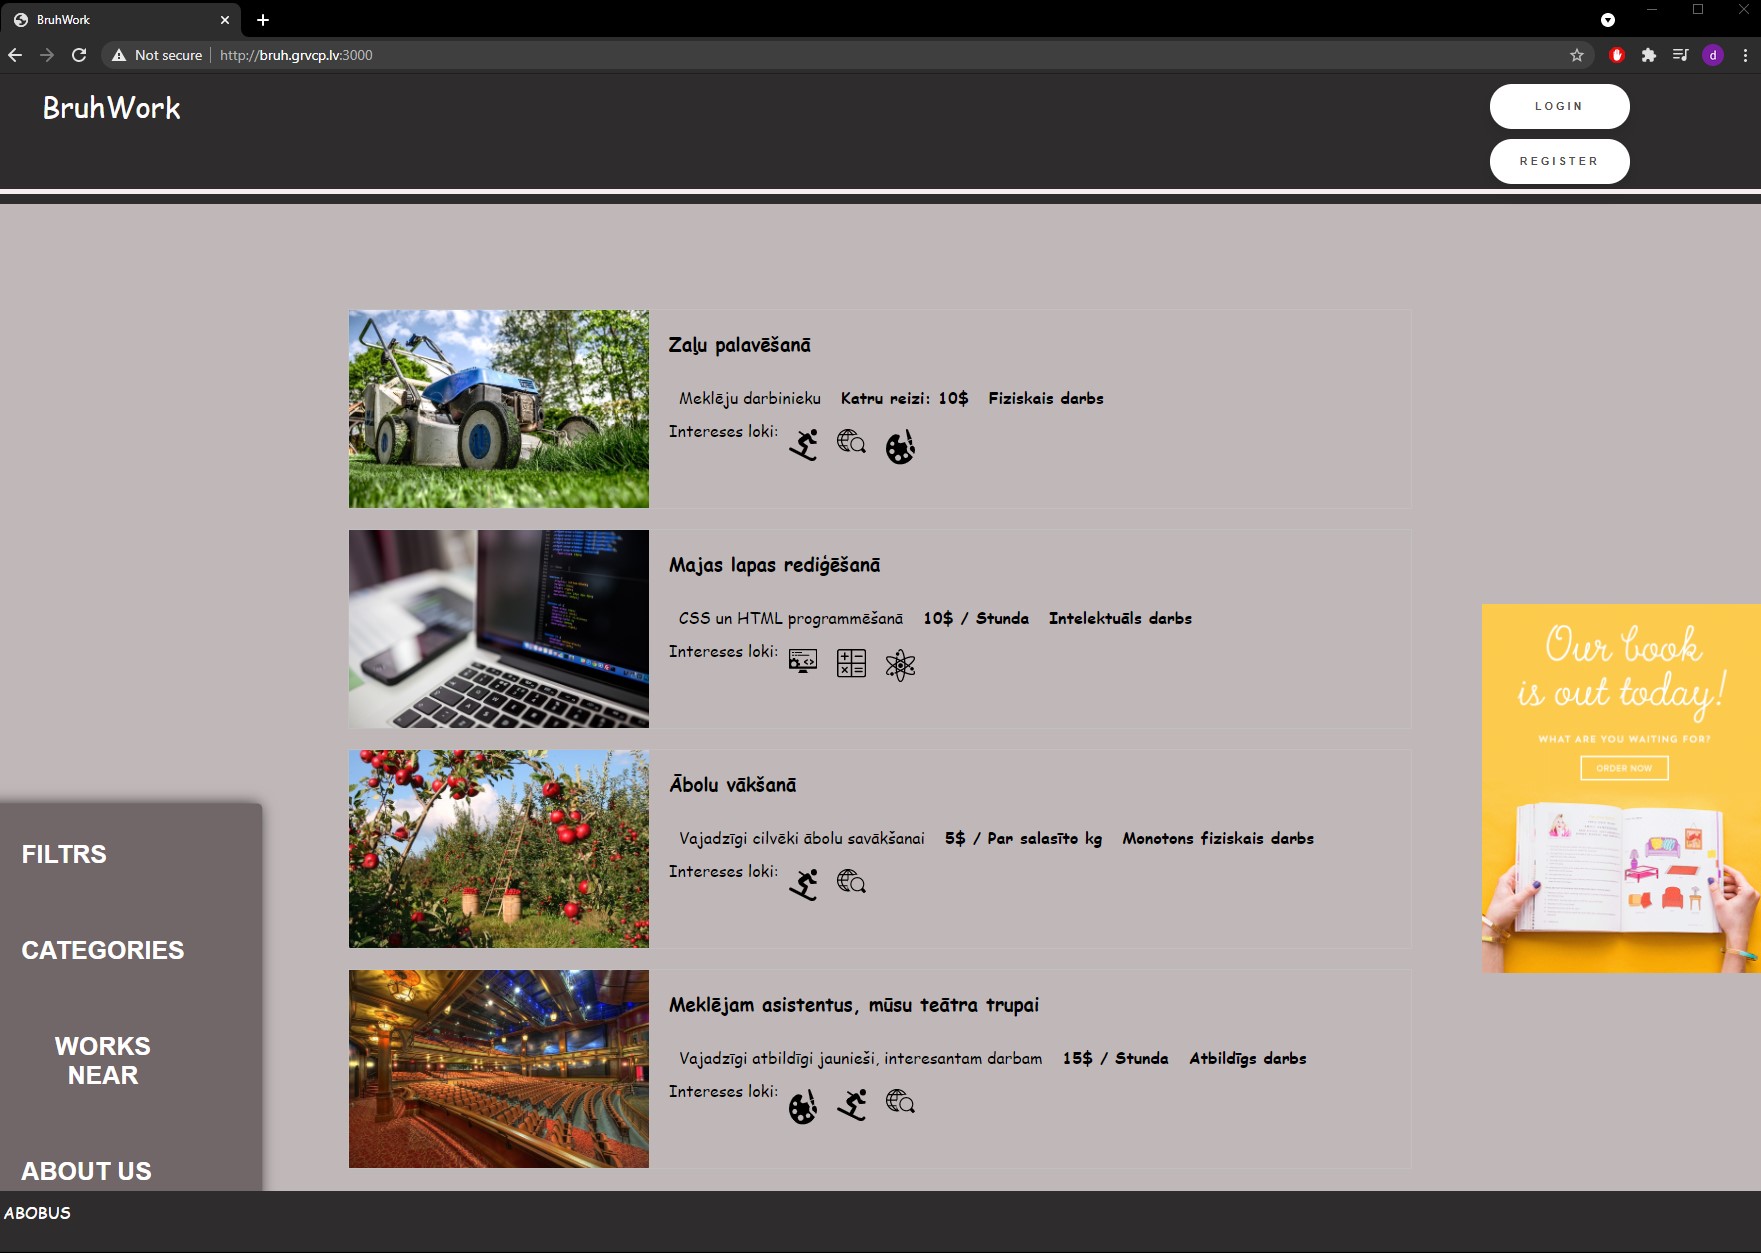 BruhWork
Not secure
http://bruh.grvcp.lv:3000
d
BruhWork
LOGIN
REGISTER
Zaļu palavēšanā
Meklēju darbinieku Katru reizi: 10$ Fiziskais darbs
Intereses loki:
Majas lapas rediģēšanā
CSS un HTML programmēšanā 10$ / Stunda Intelektuāls darbs
Intereses loki:
Ābolu vākšanā
Vajadzīgi cilvēki ābolu savākšanai 5$ / Par salasīto kg Monotons fiziskais darbs
Intereses loki:
Meklējam asistentus, mūsu teātra trupai
Vajadzīgi atbildīgi jaunieši, interesantam darbam 15$ / Stunda Atbildīgs darbs
Intereses loki:
Our book
is out today!
WHAT ARE YOU WAITING FOR?
ORDER NOW
FILTRS
CATEGORIES
WORKS
NEAR
ABOUT US
ABOBUS